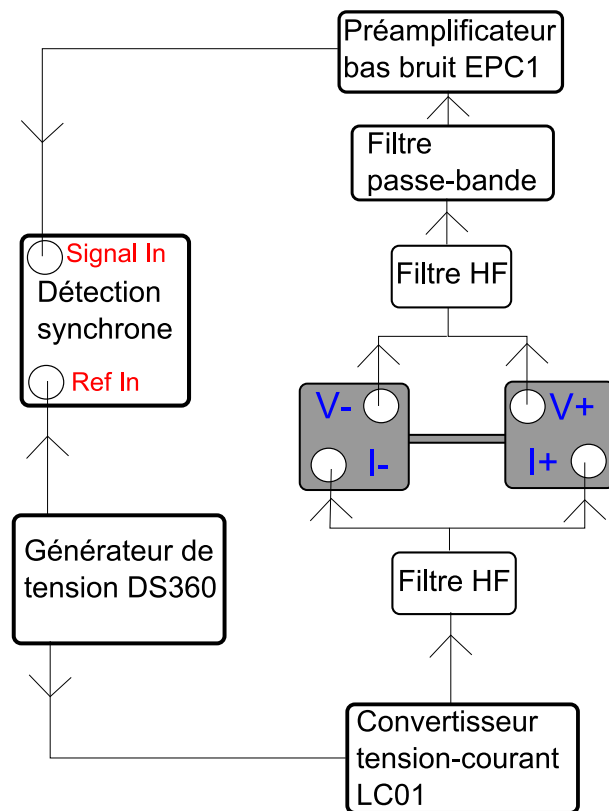 Préamplificateur
bas bruit EPC1
Filtre
passe-bande
Signal In
Détection
synchrone
Ref In
Filtre HF
V-
V+
I-
I+
Générateur de
tension DS360
Filtre HF
Convertisseur
tension-courant
LC01